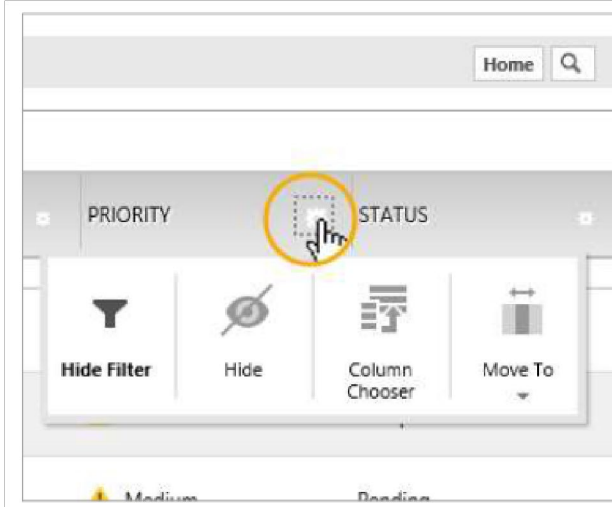 Home
PRIORITY STATUS
Hide Filter Hide Column Chooser Move To
Medium Pending